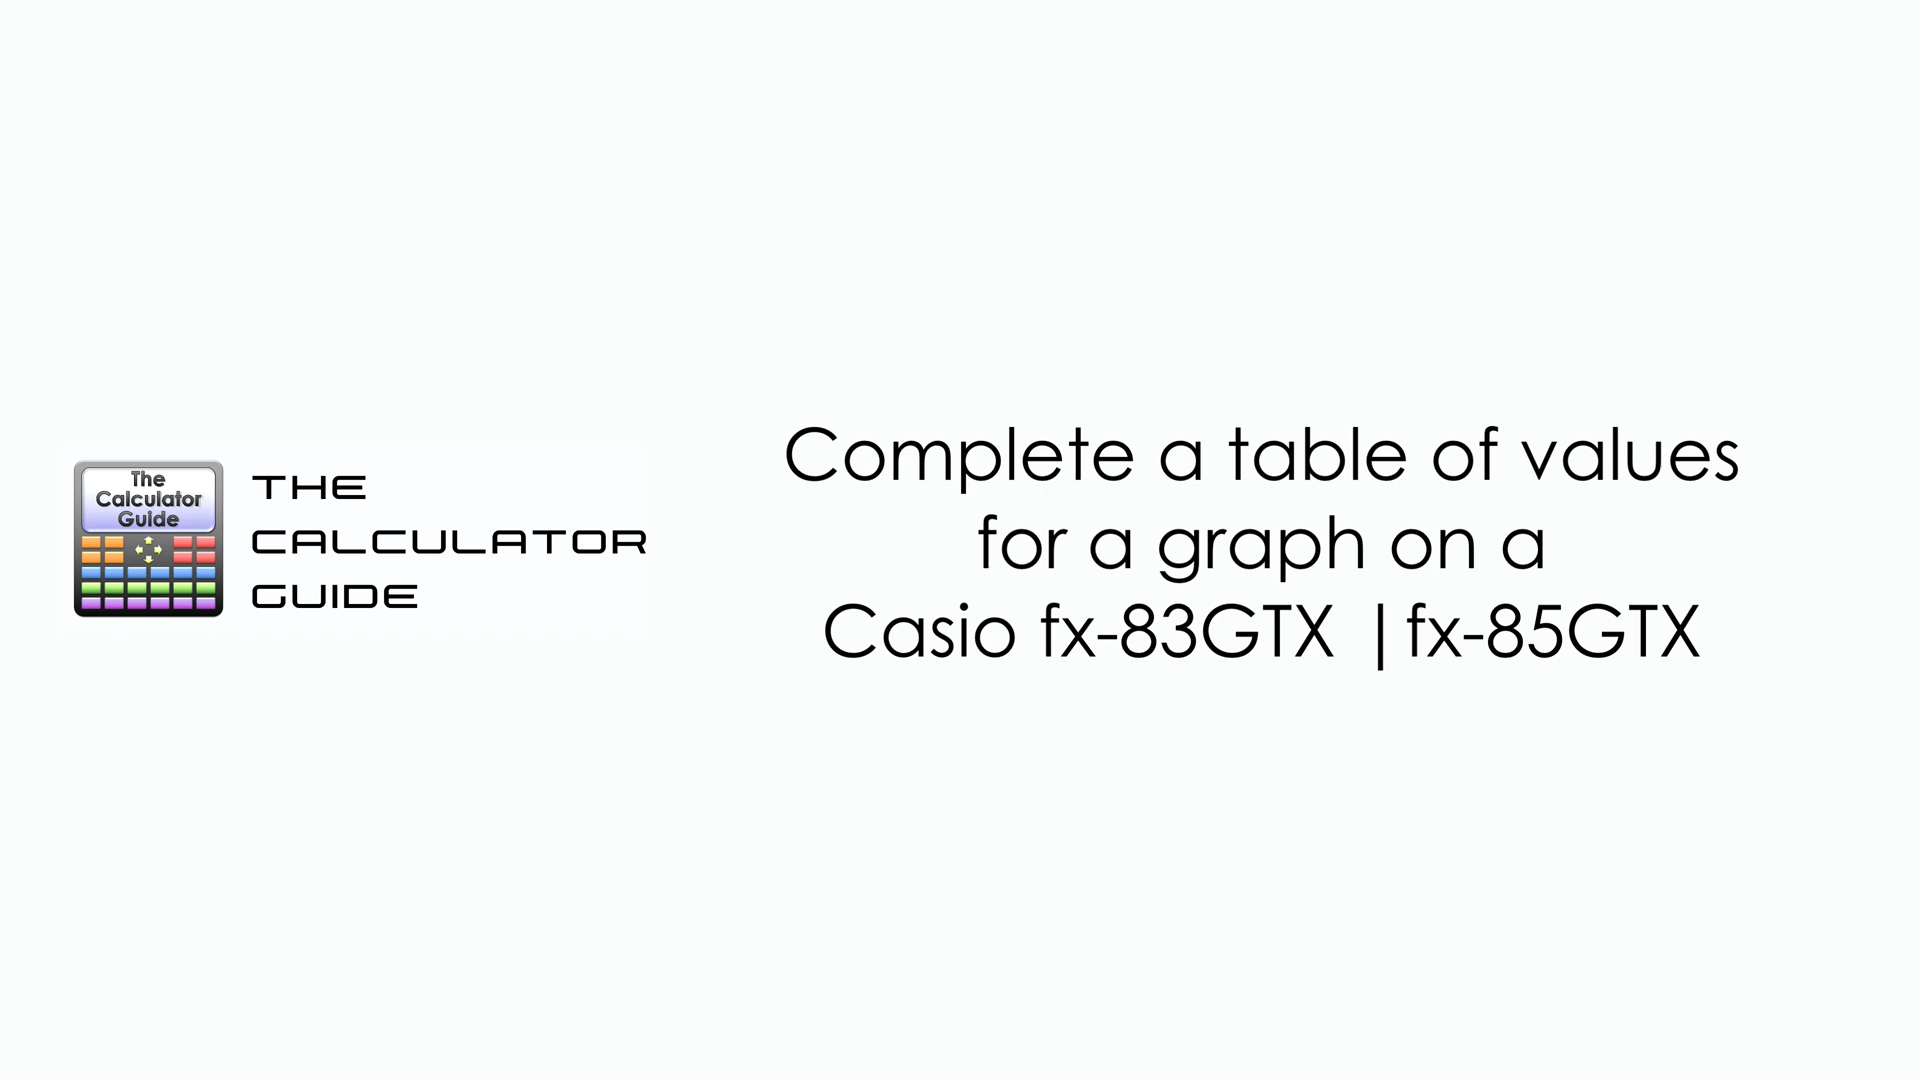 The
Calculator
Guide
THE
CALCULATOR
GUIDE
Complete a table of values
for a graph on a
Casio fx-83GTX | fx-85GTX